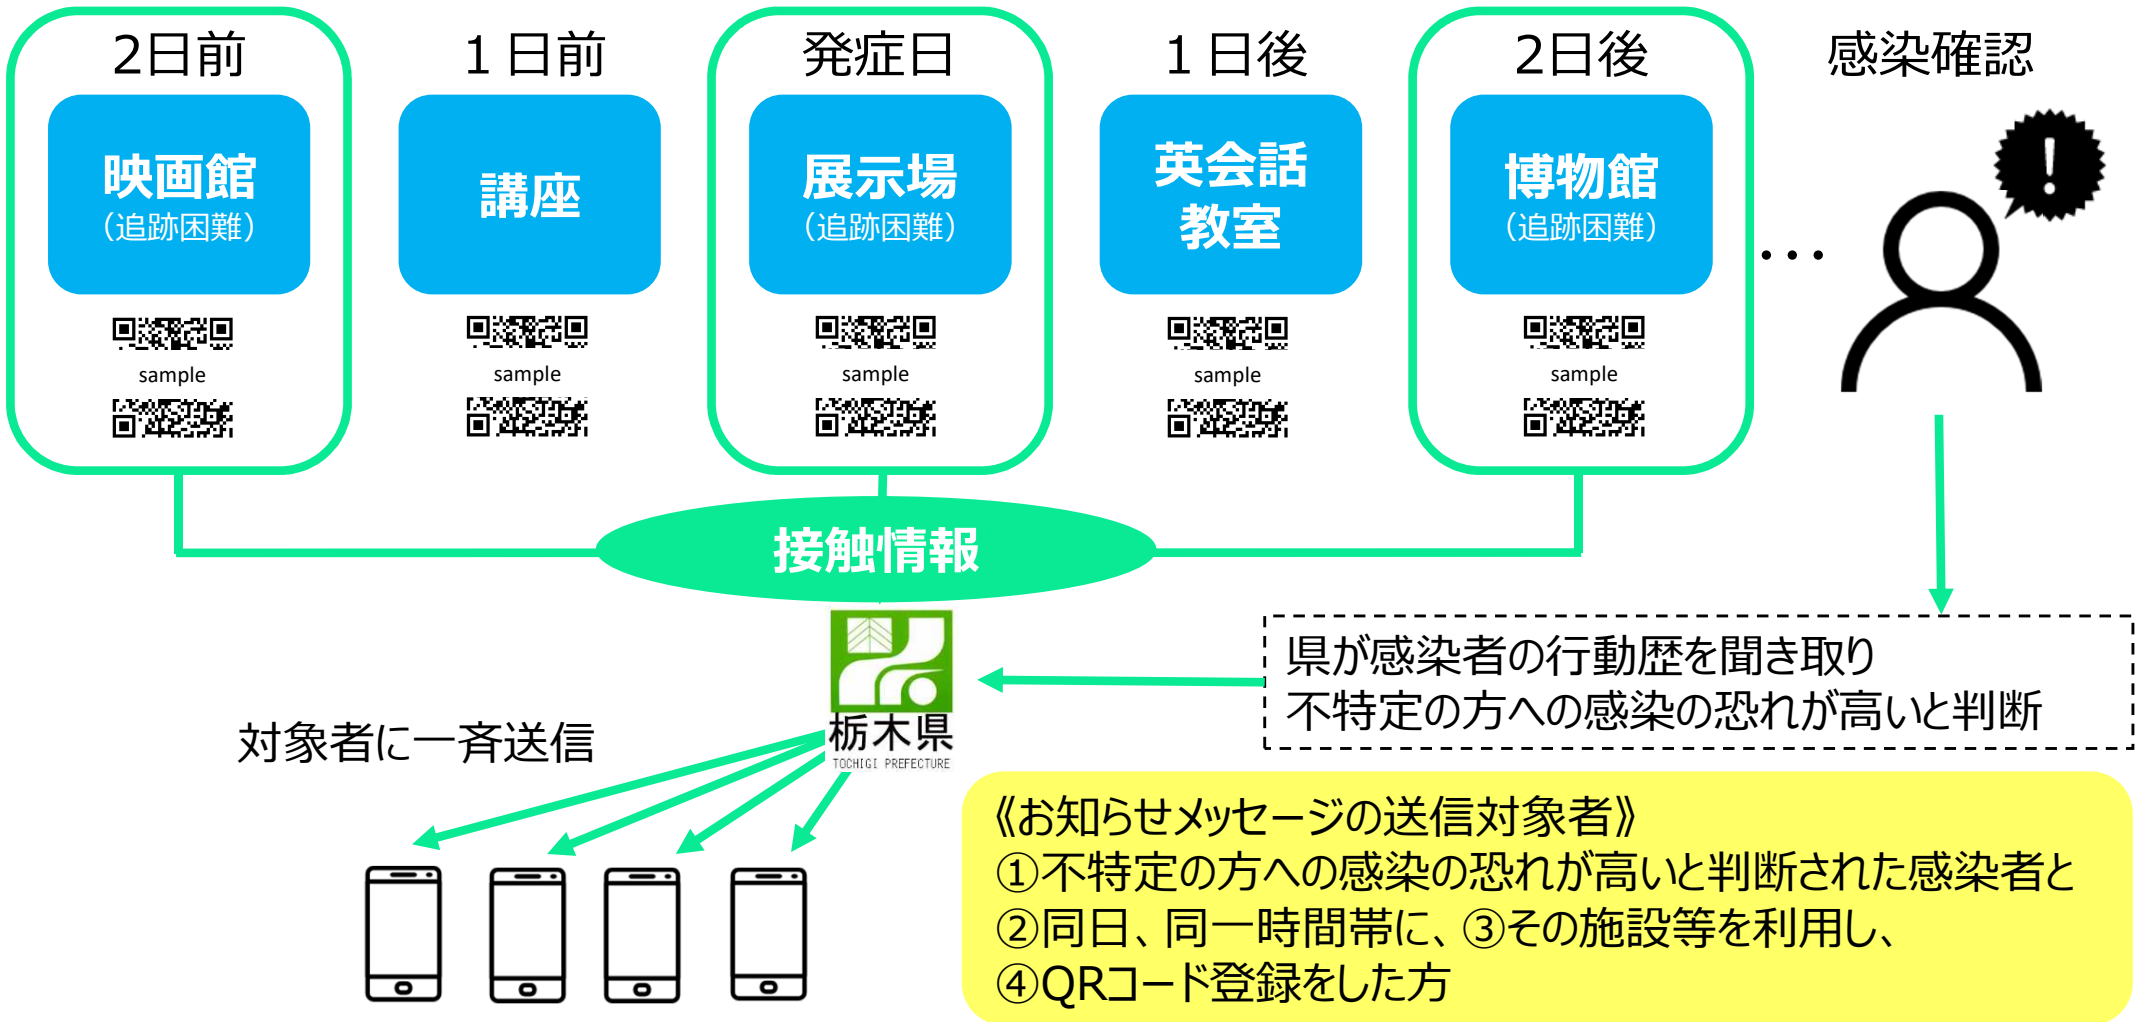 2日前
１日前
発症日
１日後
2日後
感染確認
映画館
（追跡困難）
講座
展示場
（追跡困難）
英会話
教室
博物館
（追跡困難）
…
sample
sample
sample
sample
sample
接触情報
県が感染者の行動歴を聞き取り
不特定の方への感染の恐れが高いと判断
栃木県
TOCHIGI PREFECTURE
対象者に一斉送信
《お知らせメッセージの送信対象者》
①不特定の方への感染の恐れが高いと判断された感染者と
②同日、同一時間帯に、③その施設等を利用し、
④QRコード登録をした方